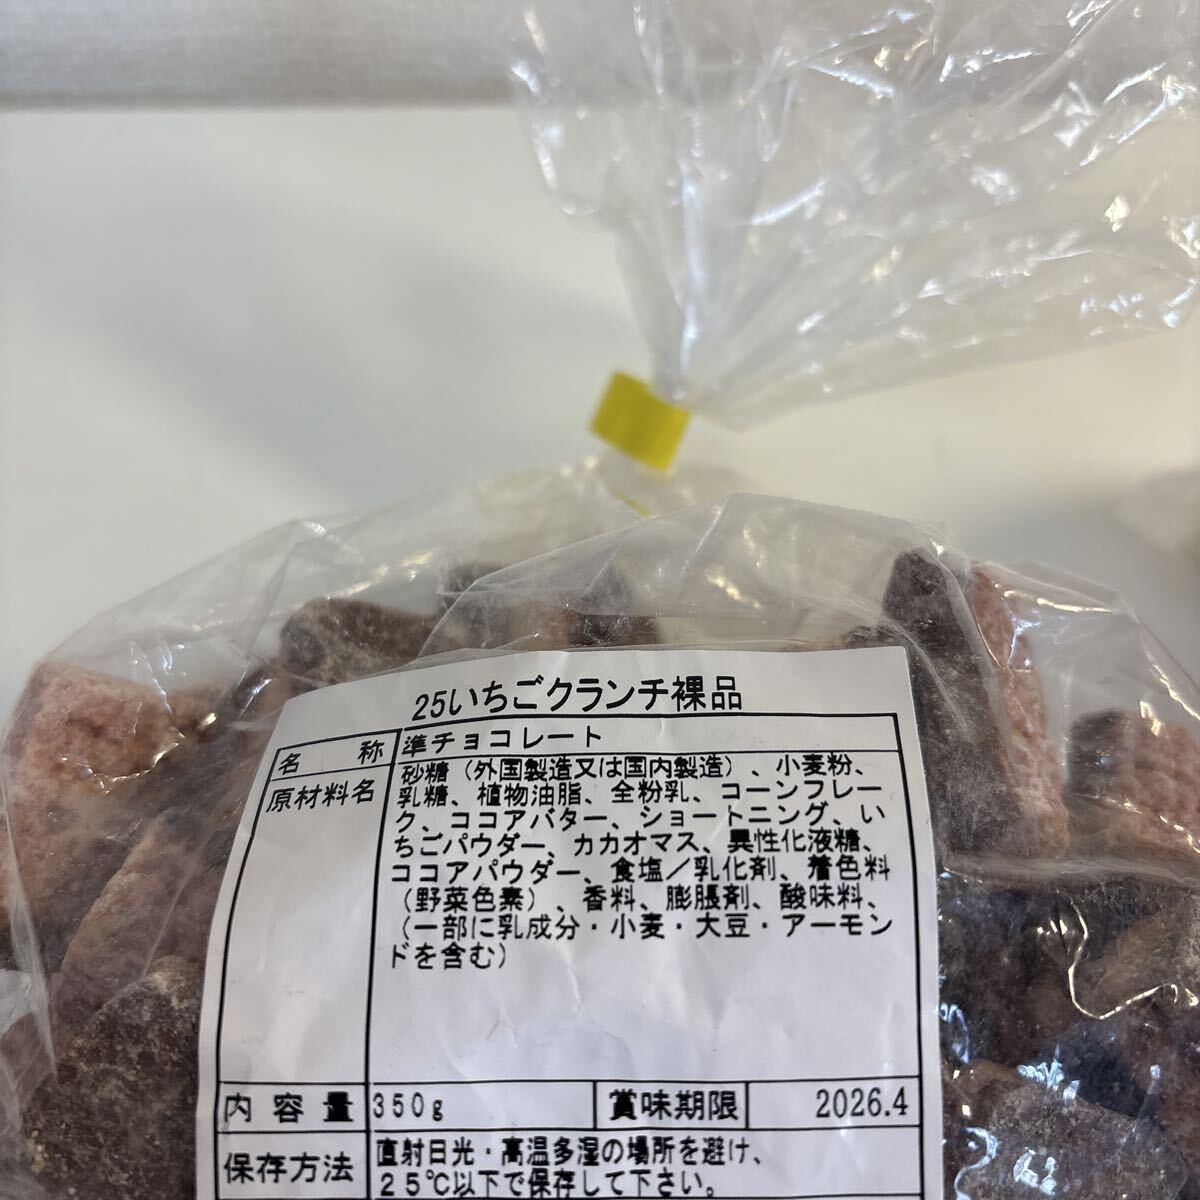 25いちごクランチ裸品
名称 準チョコレート
原材料名 砂糖（外国製造又は国内製造）、小麦粉、
乳糖、植物油脂、全粉乳、コーンフレー
ク、ココアバター、ショートニング、い
ちごパウダー、カカオマス、異性化液糖、
ココアパウダー、食塩／乳化剤、着色料
（野菜色素）、香料、膨脹剤、酸味料、
（一部に乳成分・小麦・大豆・アーモン
ドを含む）
内容量 350g 賞味期限 2026.4
保存方法 直射日光・高温多湿の場所を避け、
25℃以下で保存して下さい。